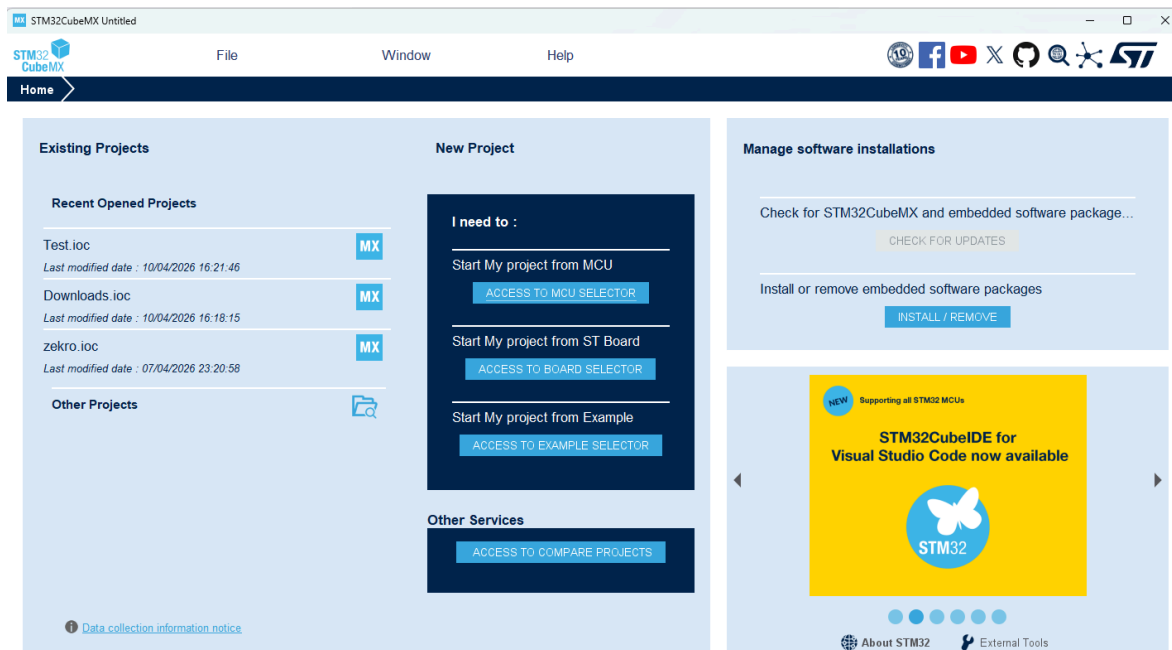 MX STM32CubeMX Untitled
STM32
CubeMX
File
Window
Help
10
Home
Existing Projects
Recent Opened Projects
Test.ioc
MX
Last modified date : 10/04/2026 16:21:46
Downloads.ioc
MX
Last modified date : 10/04/2026 16:18:15
zekro.ioc
MX
Last modified date : 07/04/2026 23:20:58
Other Projects
Data collection information notice
New Project
I need to :
Start My project from MCU
ACCESS TO MCU SELECTOR
Start My project from ST Board
ACCESS TO BOARD SELECTOR
Start My project from Example
ACCESS TO EXAMPLE SELECTOR
Other Services
ACCESS TO COMPARE PROJECTS
Manage software installations
Check for STM32CubeMX and embedded software package...
CHECK FOR UPDATES
Install or remove embedded software packages
INSTALL / REMOVE
NEW
Supporting all STM32 MCUs
STM32CubeIDE for
Visual Studio Code now available
STM32
About STM32
External Tools